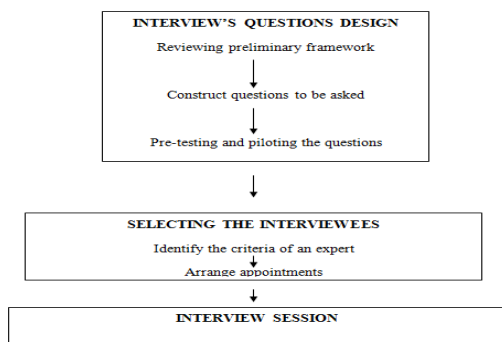 INTERVIEW'S QUESTIONS DESIGN
Reviewing preliminary framework
Construct questions to be asked
Pre-testing and piloting the questions
SELECTING THE INTERVIEWEES
Identify the criteria of an expert
Arrange appointments
INTERVIEW SESSION